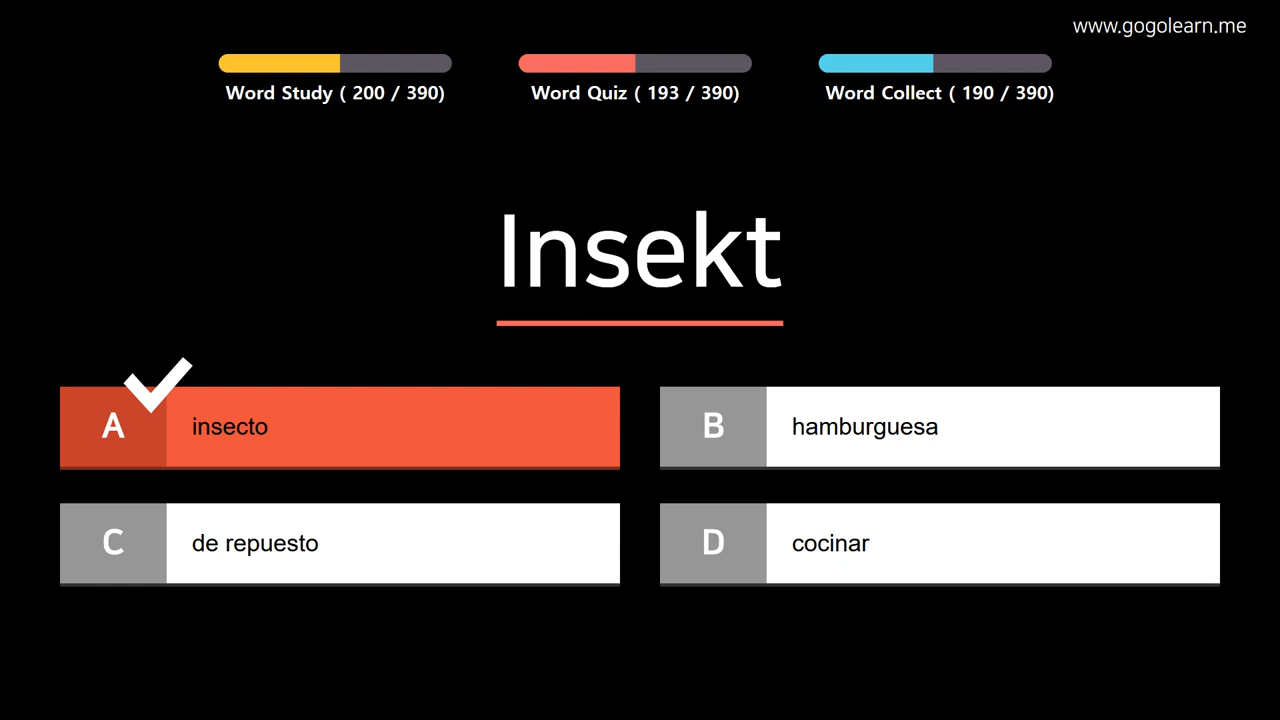 www.gogolearn.me
Word Study ( 200 / 390)
Word Quiz ( 193 / 390)
Word Collect ( 190 / 390)
Insekt
A insecto
B hamburguesa
C de repuesto
D cocinar